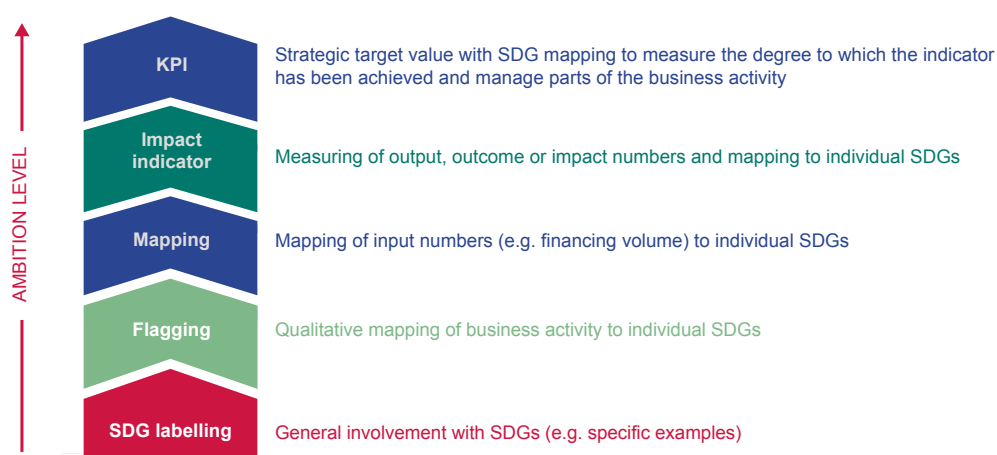 AMBITION LEVEL
KPI
Strategic target value with SDG mapping to measure the degree to which the indicator
has been achieved and manage parts of the business activity
Impact
indicator
Measuring of output, outcome or impact numbers and mapping to individual SDGs
Mapping
Mapping of input numbers (e.g. financing volume) to individual SDGs
Flagging
Qualitative mapping of business activity to individual SDGs
SDG labelling
General involvement with SDGs (e.g. specific examples)